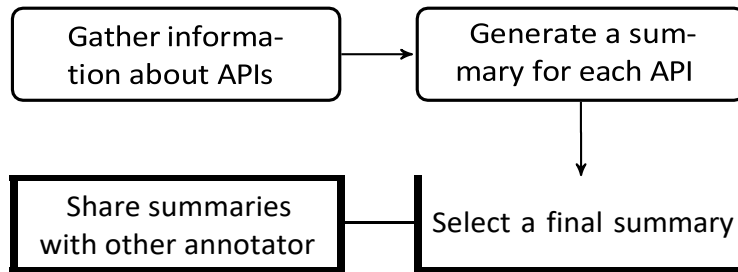 Gather informa-
tion about APIs
Generate a sum-
mary for each API
Share summaries
with other annotator
Select a final summary